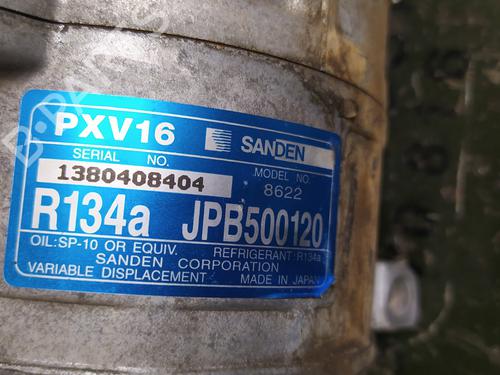 PXV16 SANDEN
SERIAL NO.
1380408404
MODEL NO.
8622
R134a JPB500120
OIL:SP-10 OR EQUIV. REFRIGERANT:R134a
SANDEN CORPORATION
VARIABLE DISPLACEMENT MADE IN JAPAN